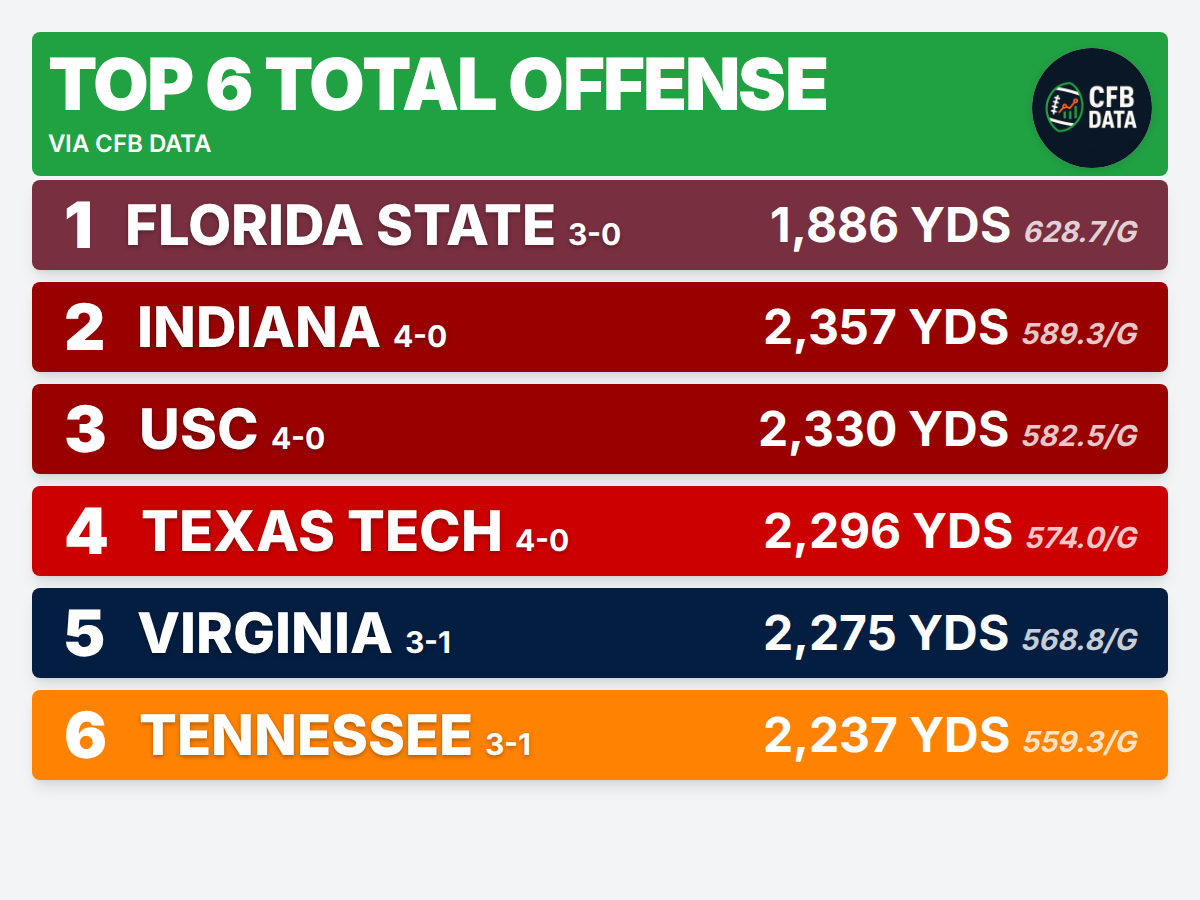 TOP 6 TOTAL OFFENSE
VIA CFB DATA
CFB
DATA
1 FLORIDA STATE 3-0 1,886 YDS 628.7/G
2 INDIANA 4-0 2,357 YDS 589.3/G
3 USC 4-0 2,330 YDS 582.5/G
4 TEXAS TECH 4-0 2,296 YDS 574.0/G
5 VIRGINIA 3-1 2,275 YDS 568.8/G
6 TENNESSEE 3-1 2,237 YDS 559.3/G